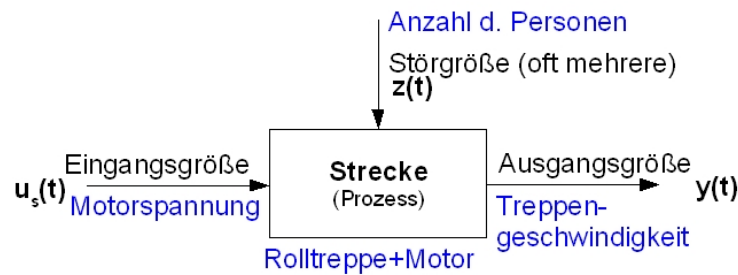 Anzahl d. Personen
Störgröße (oft mehrere)
z(t)
Eingangsgröße
u_s(t)
Motorspannung
Strecke
(Prozess)
Rolltreppe+Motor
Ausgangsgröße
y(t)
Treppen-
geschwindigkeit